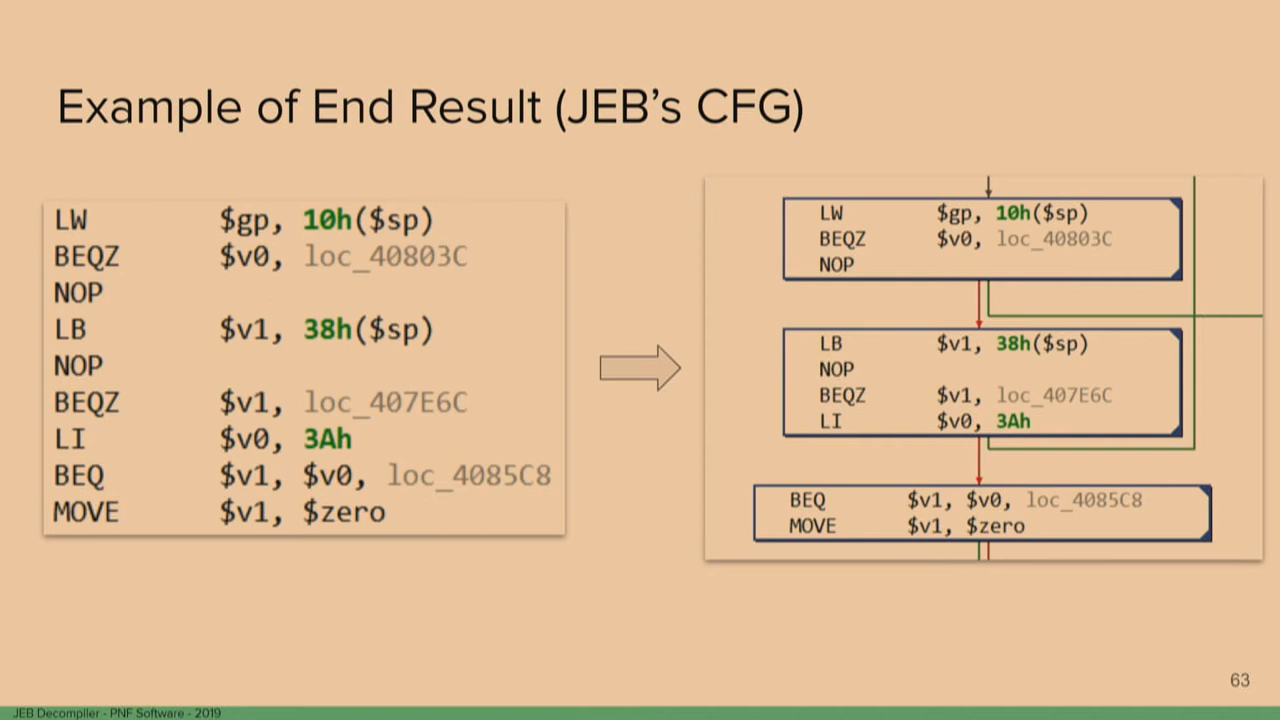 Example of End Result (JEB's CFG)
LW $gp, 10h($sp)
BEQZ $v0, loc_40803C
NOP
LB $v1, 38h($sp)
NOP
BEQZ $v1, loc_407E6C
LI $v0, 3Ah
BEQ $v1, $v0, loc_4085C8
MOVE $v1, $zero
LW $gp, 10h($sp)
BEQZ $v0, loc_40803C
NOP
LB $v1, 38h($sp)
NOP
BEQZ $v1, loc_407E6C
LI $v0, 3Ah
BEQ $v1, $v0, loc_4085C8
MOVE $v1, $zero
63
JEB Decompiler - PNF Software - 2019